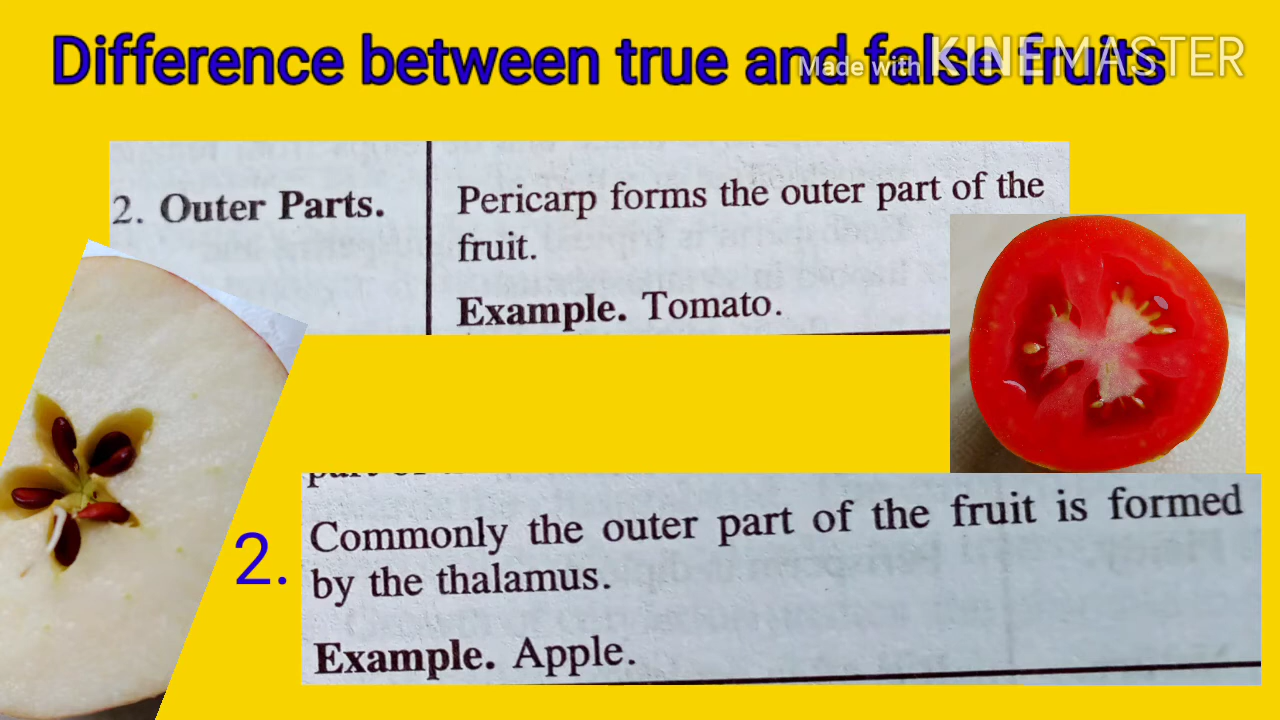 Difference between true and false fruits
Made with KINEMASTER
2. Outer Parts.
Pericarp forms the outer part of the
fruit.
Example. Tomato.
2.
Commonly the outer part of the fruit is formed
by the thalamus.
Example. Apple.